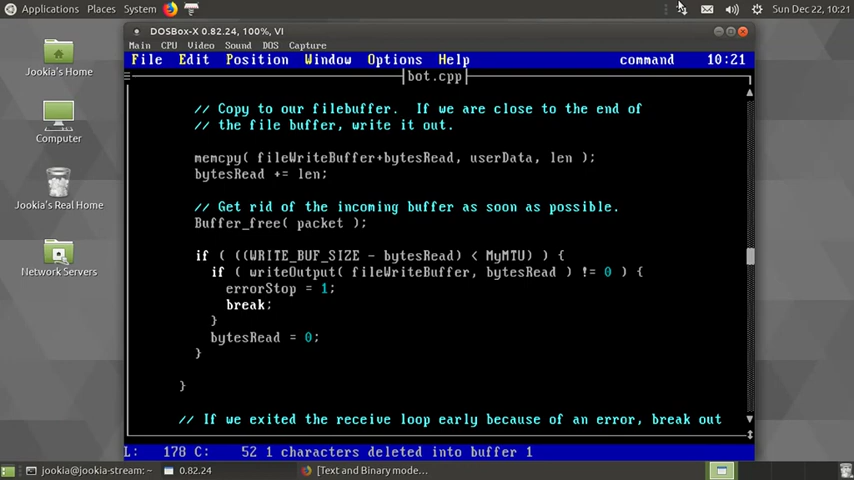 Applications Places System Sun Dec 22, 10:21
DOSBox-X 0.82.24, 100%, VI
Main CPU Video Sound DOS Capture
File Edit Position Window Options Help command 10:21
bot.cpp
Jookia's Home
Computer
Jookia's Real Home
Network Servers
// Copy to our filebuffer. If we are close to the end of
// the file buffer, write it out.
memcpy( fileWriteBuffer+bytesRead, userData, len );
bytesRead += len;
// Get rid of the incoming buffer as soon as possible.
Buffer_free( packet );
if ( ((WRITE_BUF_SIZE - bytesRead) < MyMTU) ) {
if ( writeOutput( fileWriteBuffer, bytesRead ) != 0 ) {
errorStop = 1;
break;
}
bytesRead = 0;
}
}
// If we exited the receive loop early because of an error, break out
L: 178 C: 52 1 characters deleted into buffer 1
jookia@jookia-stream: ~ 0.82.24 [Text and Binary mode...